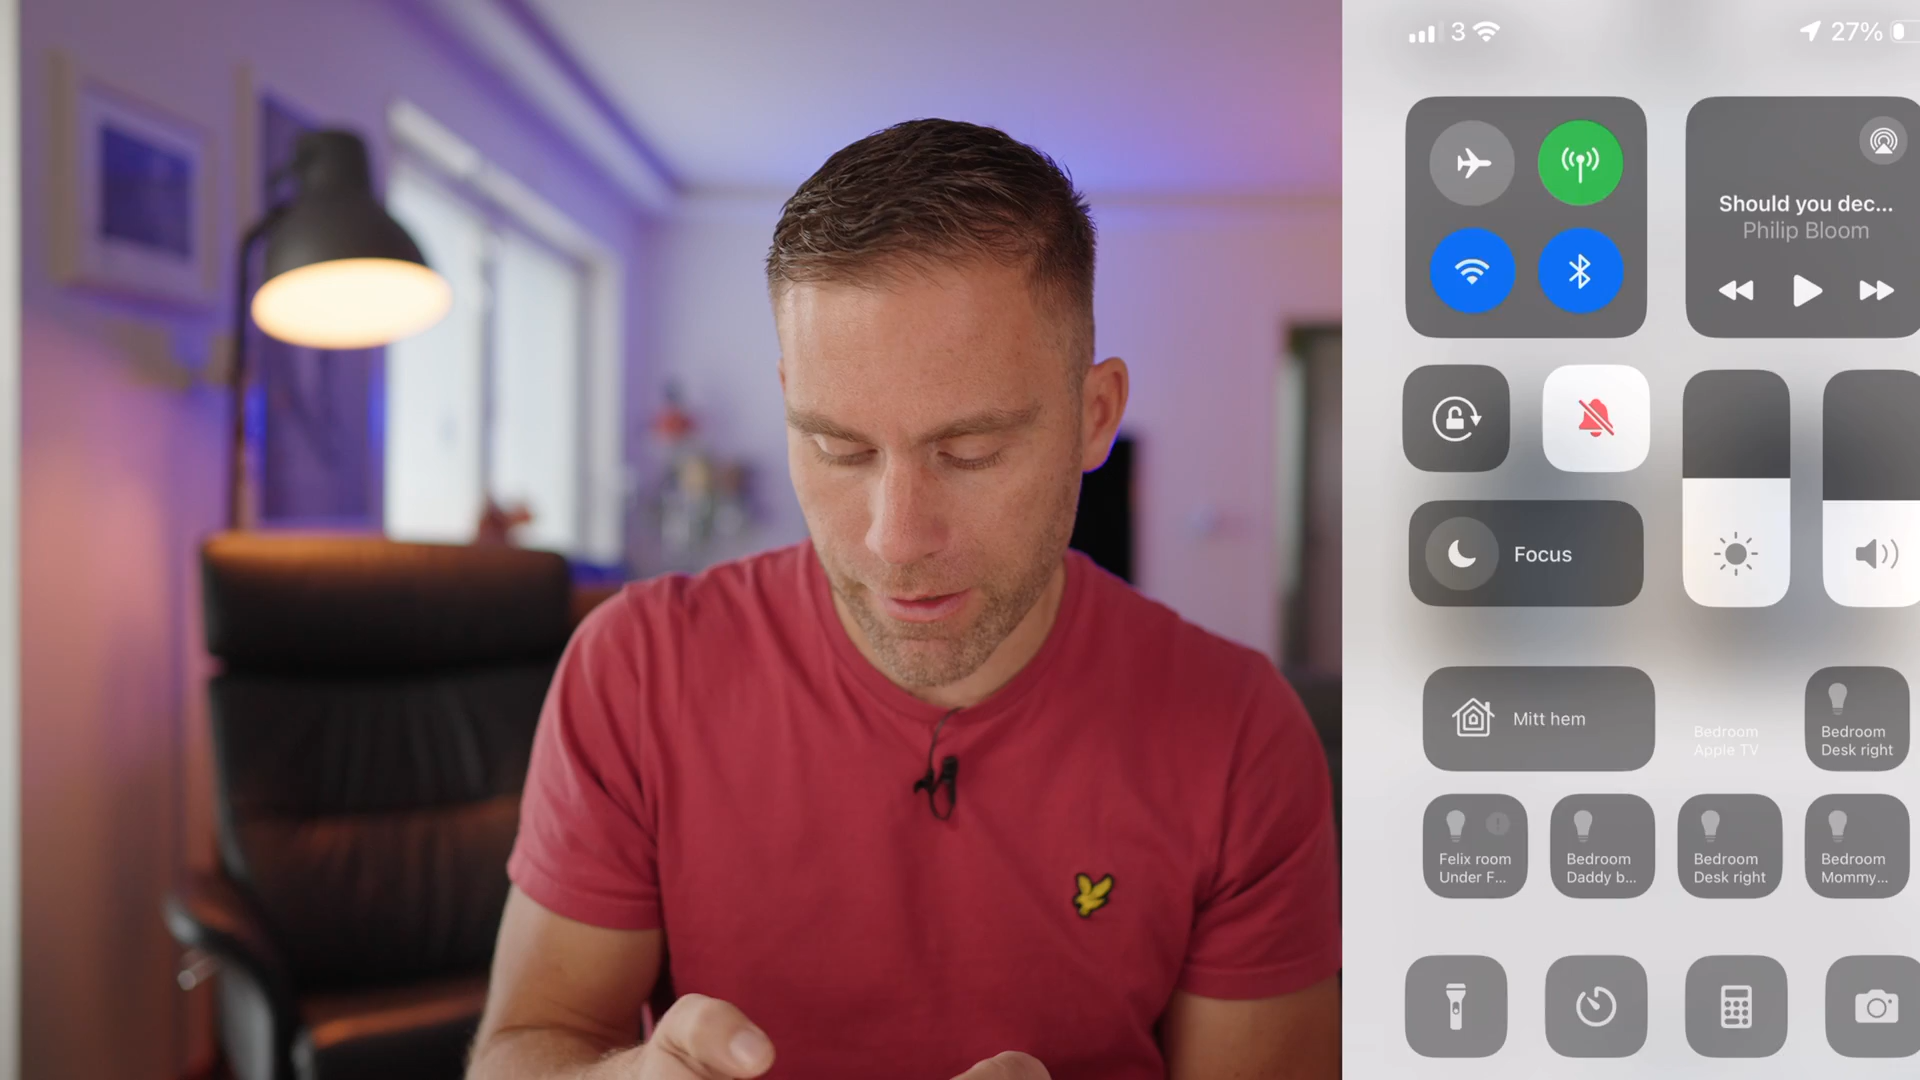 3
27%
Should you dec...
Philip Bloom
Focus
Mitt hem
Bedroom
Apple TV
Bedroom
Desk right
Felix room
Under F...
Bedroom
Daddy b...
Bedroom
Desk right
Bedroom
Mommy...